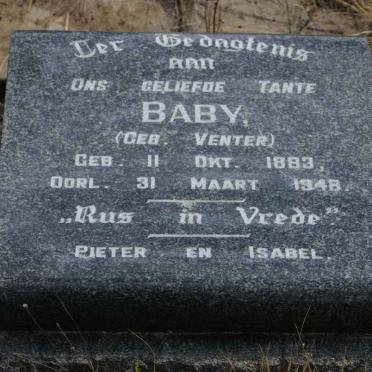 Der Gedagtenis
AAN
ONS GELIEFDE TANTE
BABY,
(GEB. VENTER)
GEB. 11 OKT. 1883,
OORL. 31 MAART 1948.
„Rus in Vrede”.
PIETER EN ISABEL.